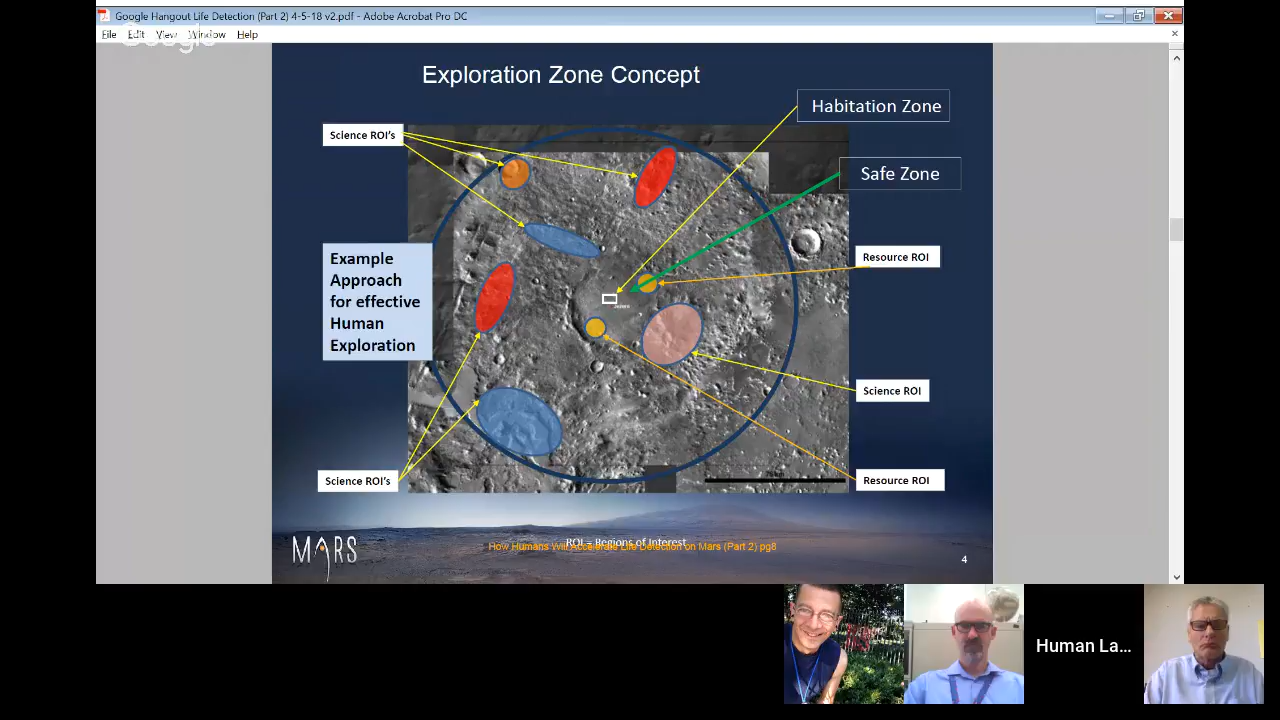 Google Hangout Life Detection (Part 2) 4-5-18 v2.pdf - Adobe Acrobat Pro DC
File Edit View Window Help
Google
Exploration Zone Concept
Habitation Zone
Science ROI's
Safe Zone
Resource ROI
Example
Approach
for effective
Human
Exploration
Science ROI
Science ROI's
Resource ROI
ROI – Regions of Interest
How Humans Will Accelerate Life Detection on Mars (Part 2) pg8
MARS
4
Human La...